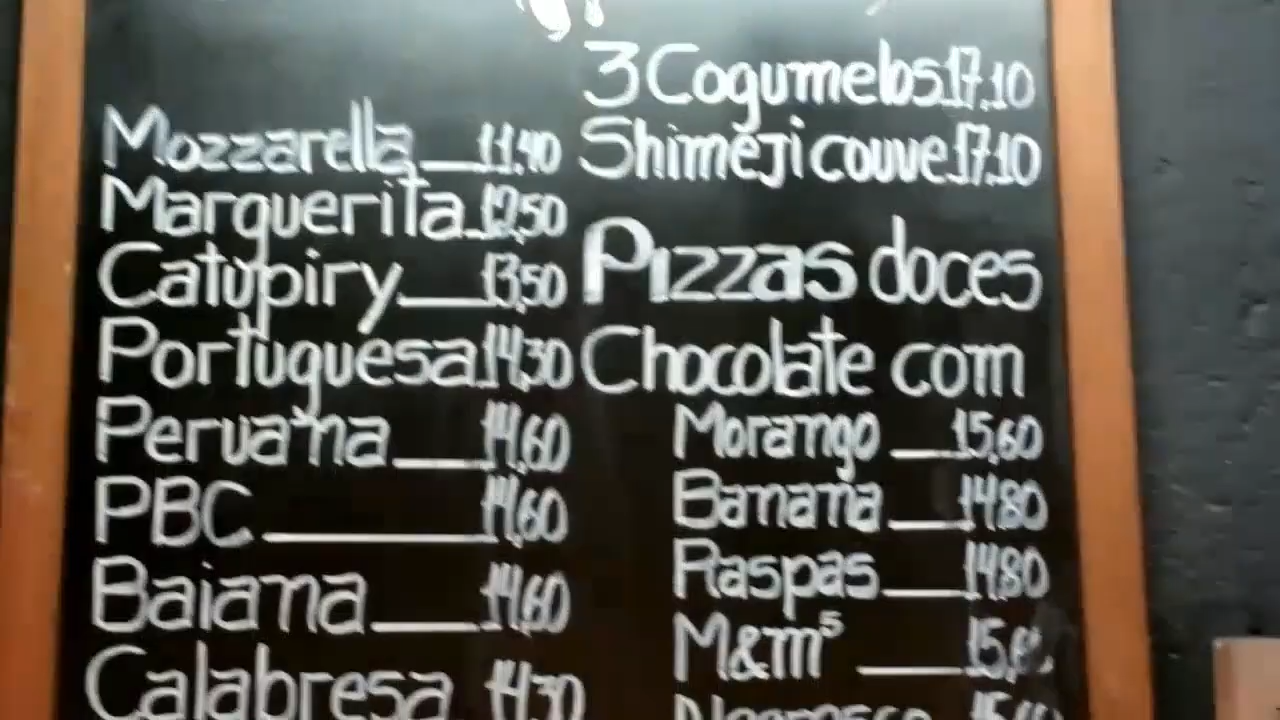 Mozzarella 11,40
Marguerita 12,50
Catupiry 13,50
Portuguesa 14,30
Peruana 14,60
PBC 14,60
Baiana 14,60
Calabresa 14,30
3 Cogumelos 17,10
Shimeji couve 17,10
Pizzas doces
Chocolate com
Morango 15,60
Banana 14,80
Raspas 14,80
M&m⁵